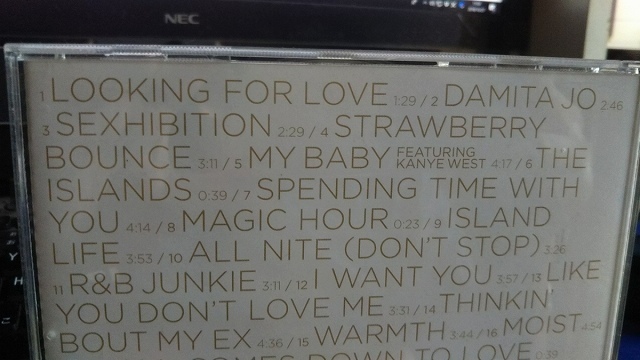 NEC
1 LOOKING FOR LOVE 1:29 / 2 DAMITA JO 2:46
3 SEXHIBITION 2:29 / 4 STRAWBERRY
BOUNCE 3:11 / 5 MY BABY FEATURING KANYE WEST 4:17 / 6 THE
ISLANDS 0:39 / 7 SPENDING TIME WITH
YOU 4:14 / 8 MAGIC HOUR 0:23 / 9 ISLAND
LIFE 3:53 / 10 ALL NITE (DON'T STOP) 3:26
11 R&B JUNKIE 3:11 / 12 I WANT YOU 3:57 / 13 LIKE
YOU DON'T LOVE ME 3:31 / 14 THINKIN'
BOUT MY EX 4:36 / 15 WARMTH 3:44 / 16 MOIST 4:54
COMES DOWN TO LOVE